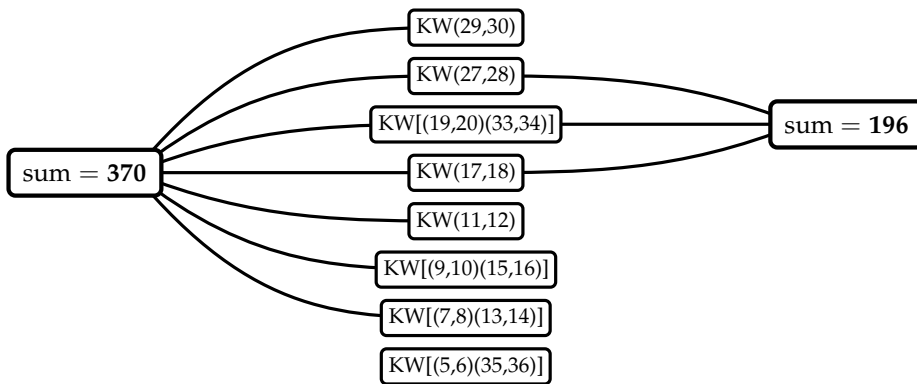 KW(29,30)
KW(27,28)
KW[(19,20)(33,34)]
sum = 196
sum = 370
KW(17,18)
KW(11,12)
KW[(9,10)(15,16)]
KW[(7,8)(13,14)]
KW[(5,6)(35,36)]